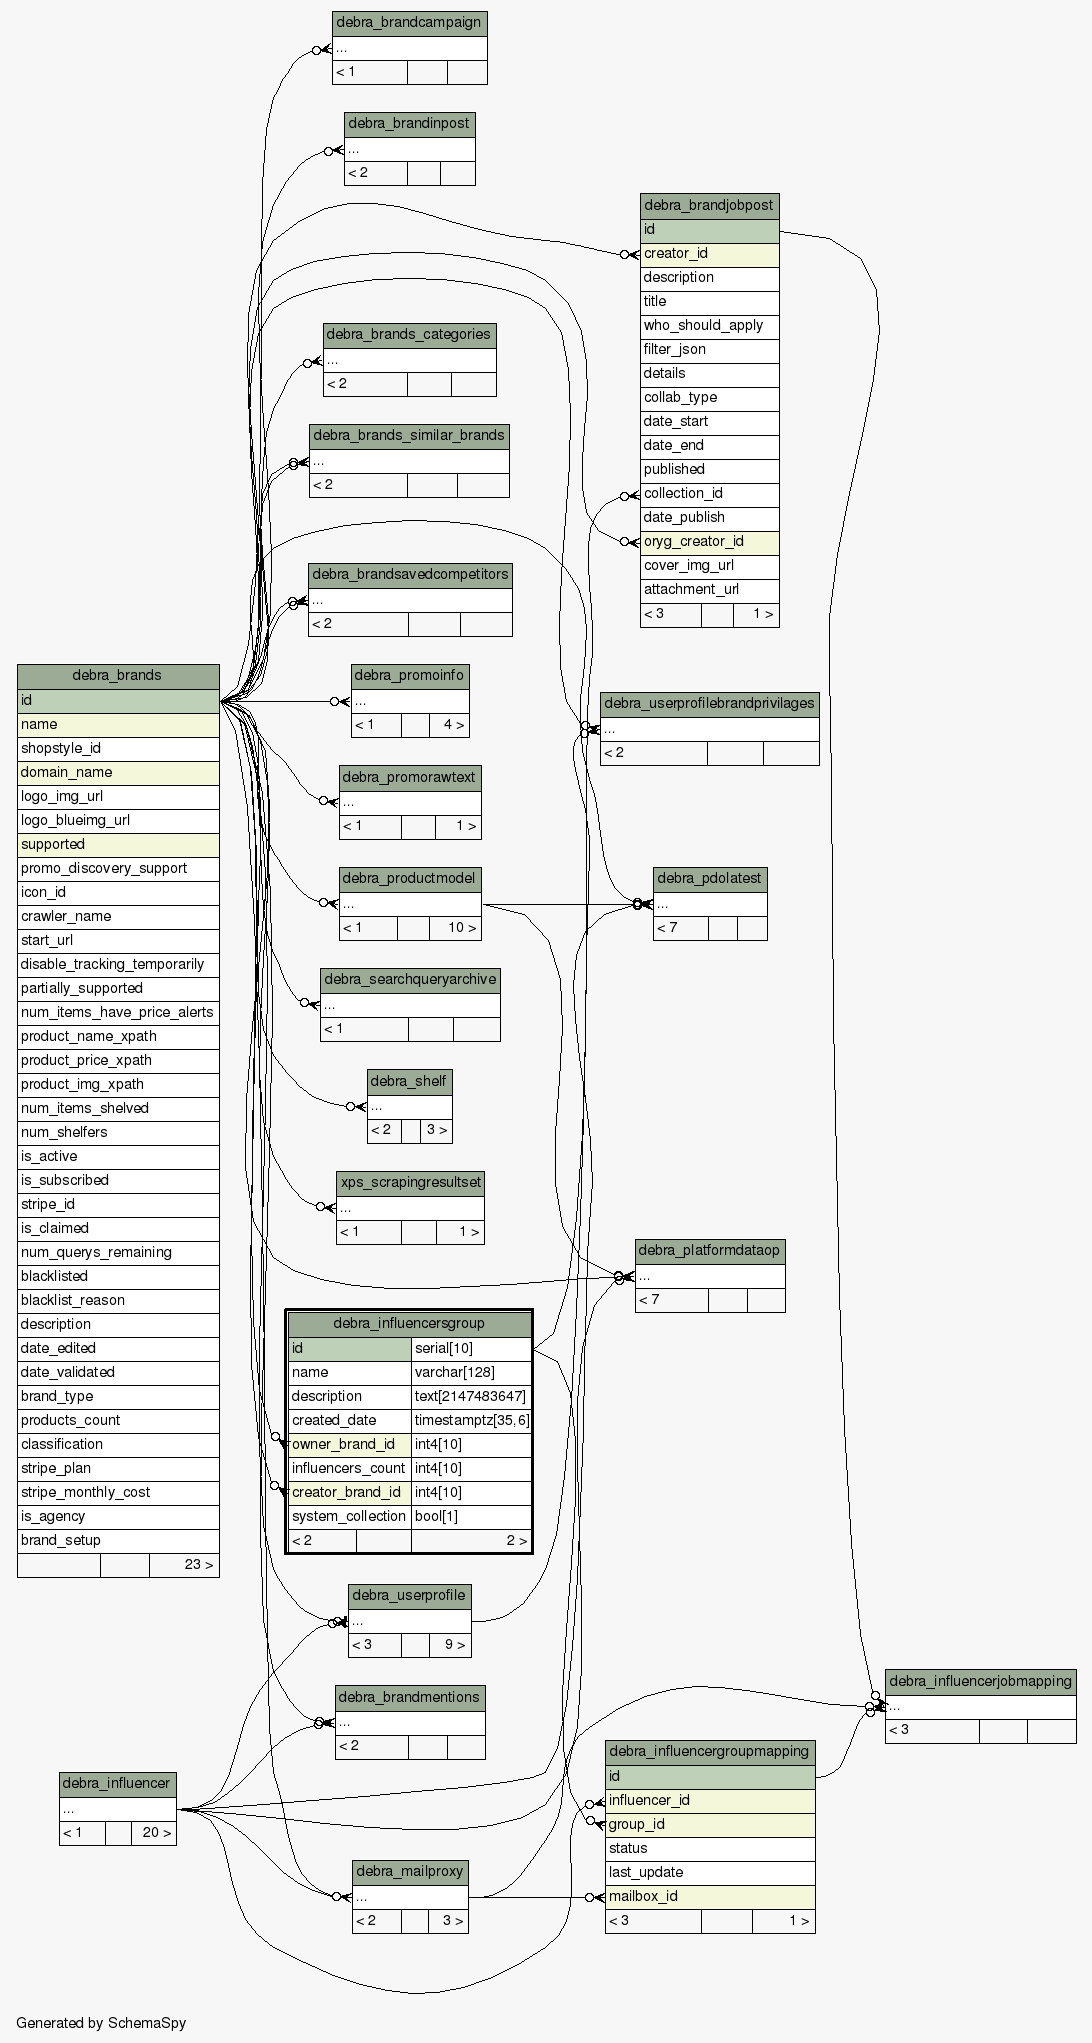 debra_brandcampaign
...
< 1
debra_brandinpost
...
< 2
debra_brandjobpost
id
creator_id
description
title
who_should_apply
filter_json
details
collab_type
date_start
date_end
published
collection_id
date_publish
oryg_creator_id
cover_img_url
attachment_url
< 3 1 >
debra_brands_categories
...
< 2
debra_brands_similar_brands
...
< 2
debra_brandsavedcompetitors
...
< 2
debra_brands
id
name
shopstyle_id
domain_name
logo_img_url
logo_blueimg_url
supported
promo_discovery_support
icon_id
crawler_name
start_url
disable_tracking_temporarily
partially_supported
num_items_have_price_alerts
product_name_xpath
product_price_xpath
product_img_xpath
num_items_shelved
num_shelfers
is_active
is_subscribed
stripe_id
is_claimed
num_querys_remaining
blacklisted
blacklist_reason
description
date_edited
date_validated
brand_type
products_count
classification
stripe_plan
stripe_monthly_cost
is_agency
brand_setup
23 >
debra_promoinfo
...
< 1 4 >
debra_userprofilebrandprivilages
...
< 2
debra_promorawtext
...
< 1 1 >
debra_productmodel
...
< 1 10 >
debra_pdolatest
...
< 7
debra_searchqueryarchive
...
< 1
debra_shelf
...
< 2 3 >
xps_scrapingresultset
...
< 1 1 >
debra_platformdataop
...
< 7
debra_influencersgroup
id serial[10]
name varchar[128]
description text[2147483647]
created_date timestamptz[35,6]
owner_brand_id int4[10]
influencers_count int4[10]
creator_brand_id int4[10]
system_collection bool[1]
< 2 2 >
debra_userprofile
...
< 3 9 >
debra_brandmentions
...
< 2
debra_influencerjobmapping
...
< 3
debra_influencergroupmapping
id
influencer_id
group_id
status
last_update
mailbox_id
< 3 1 >
debra_influencer
...
< 1 20 >
debra_mailproxy
...
< 2 3 >
Generated by SchemaSpy